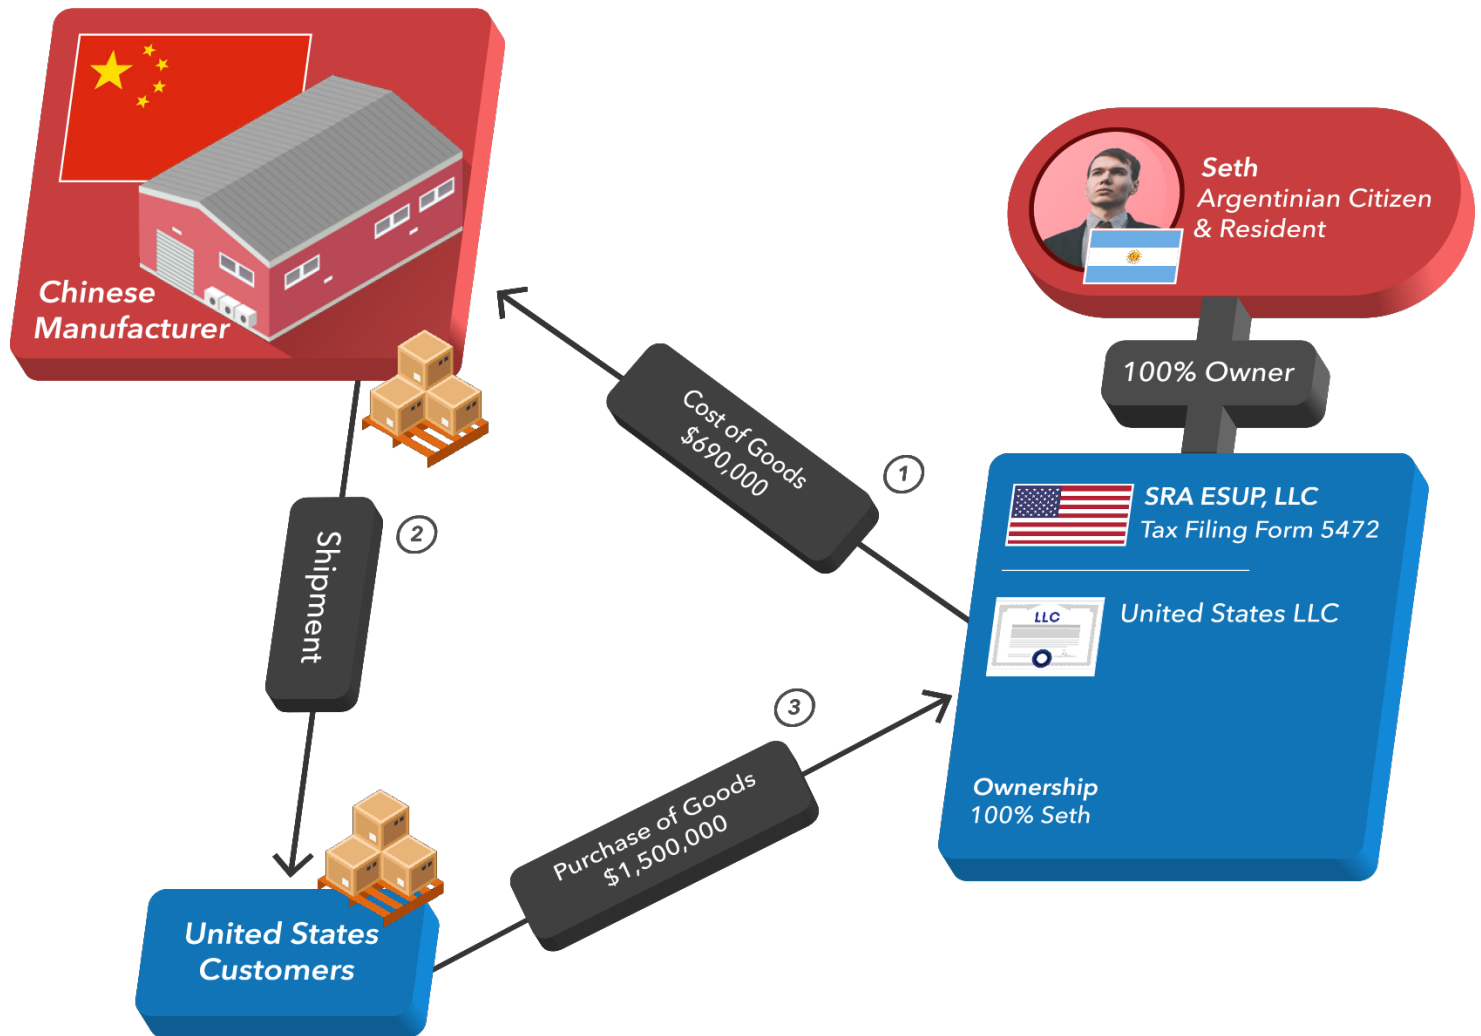 Chinese
Manufacturer
Seth
Argentinian Citizen
& Resident
100% Owner
Cost of Goods
$690,000
1
SRA ESUP, LLC
Tax Filing Form 5472
LLC
United States LLC
Ownership
100% Seth
Shipment
2
3
Purchase of Goods
$1,500,000
United States
Customers